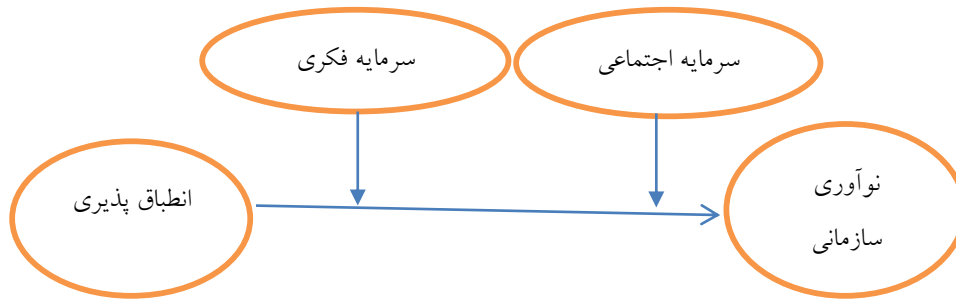 سرمایه اجتماعی
سرمایه فکری
نوآوری
سازمانی
انطباق پذیری